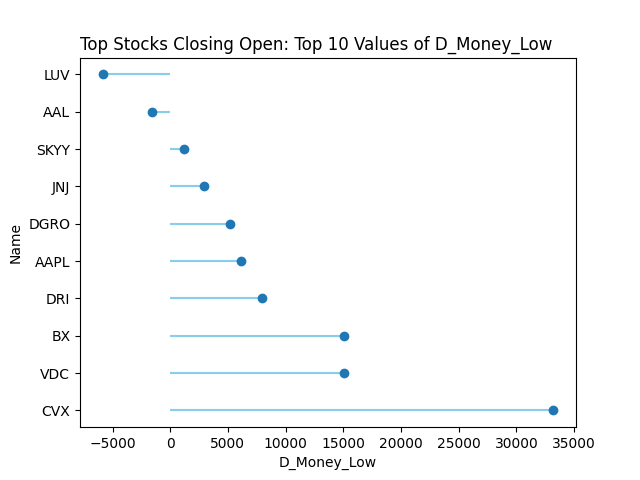 Top Stocks Closing Open: Top 10 Values of D_Money_Low
LUV
AAL
SKYY
JNJ
DGRO
AAPL
DRI
BX
VDC
CVX
Name
−5000 0 5000 10000 15000 20000 25000 30000 35000
D_Money_Low